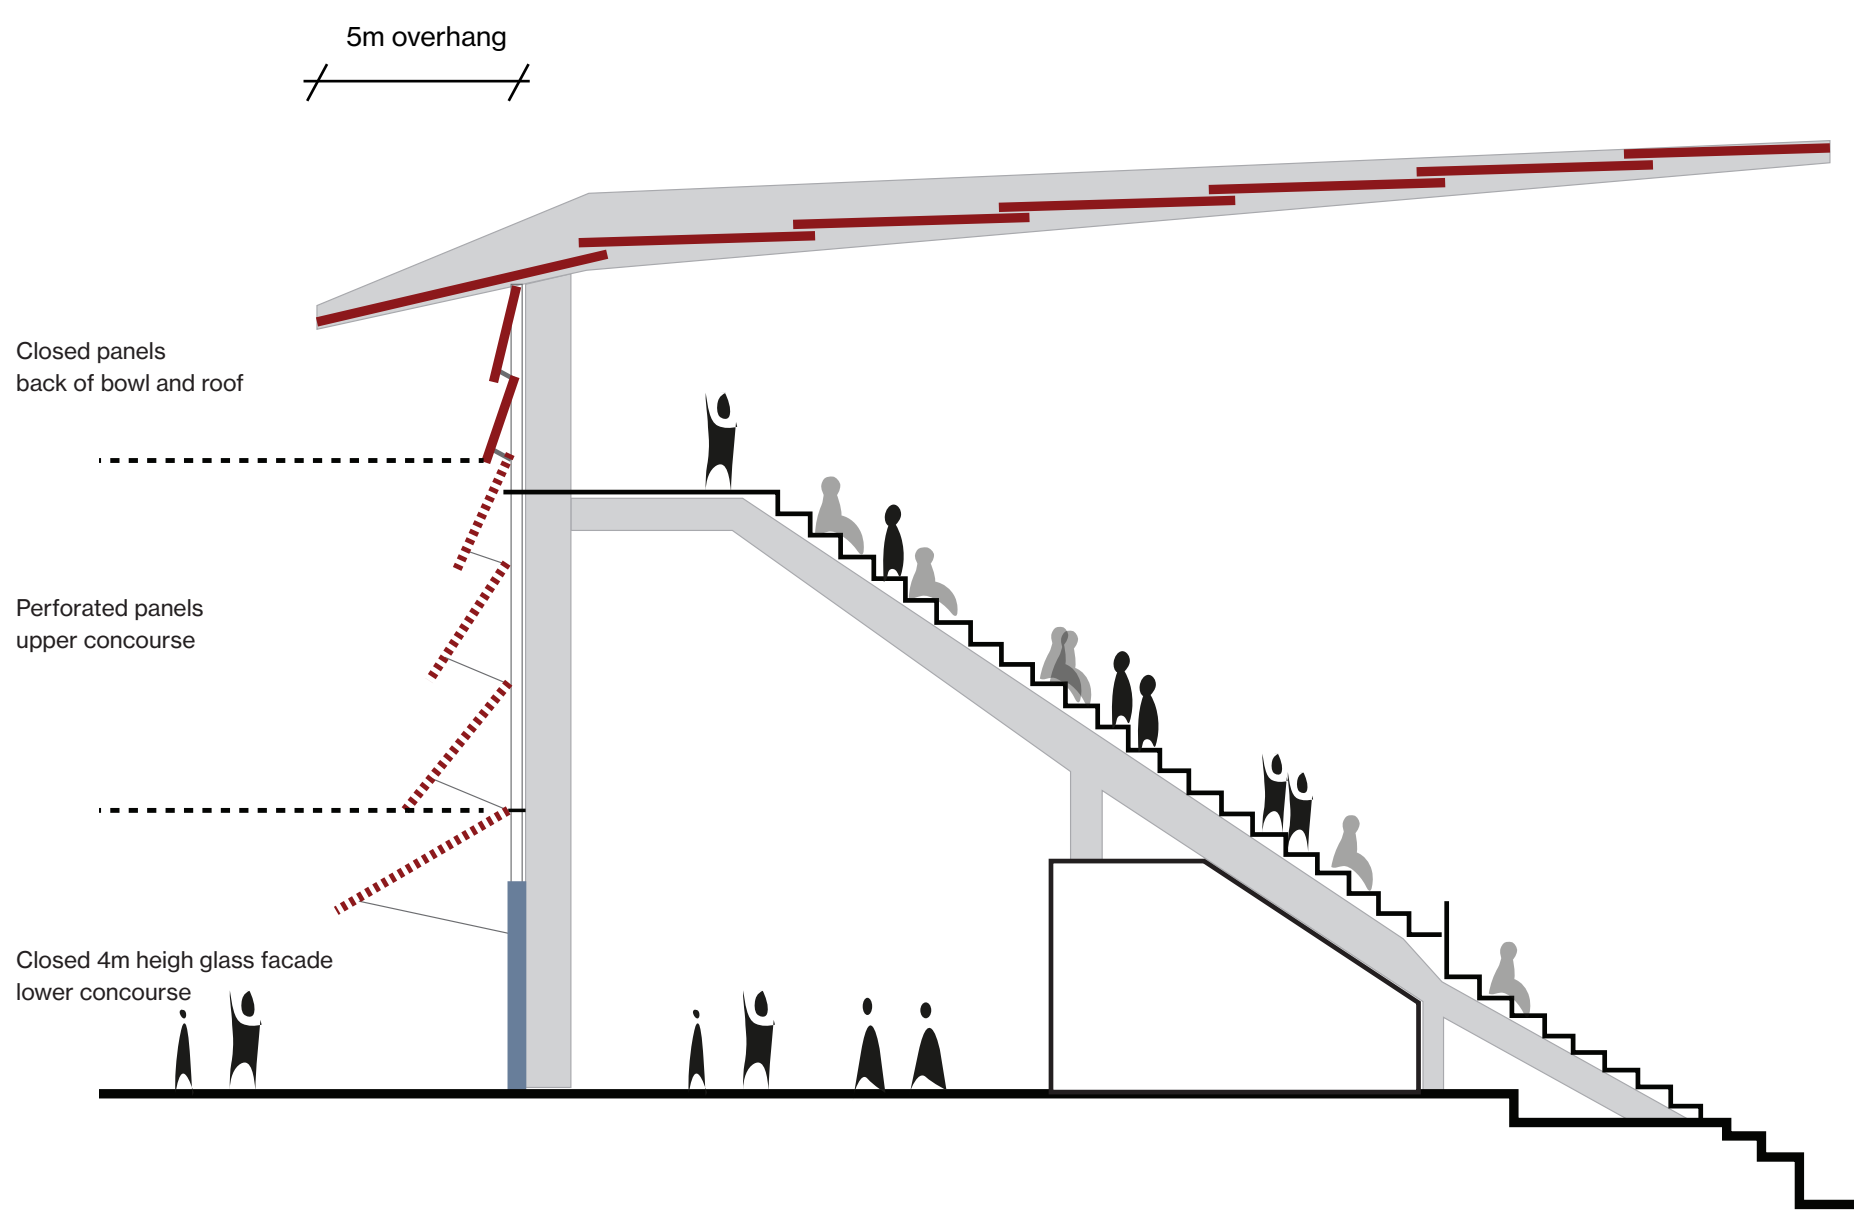 5m overhang
Closed panels
back of bowl and roof
Perforated panels
upper concourse
Closed 4m heigh glass facade
lower concourse